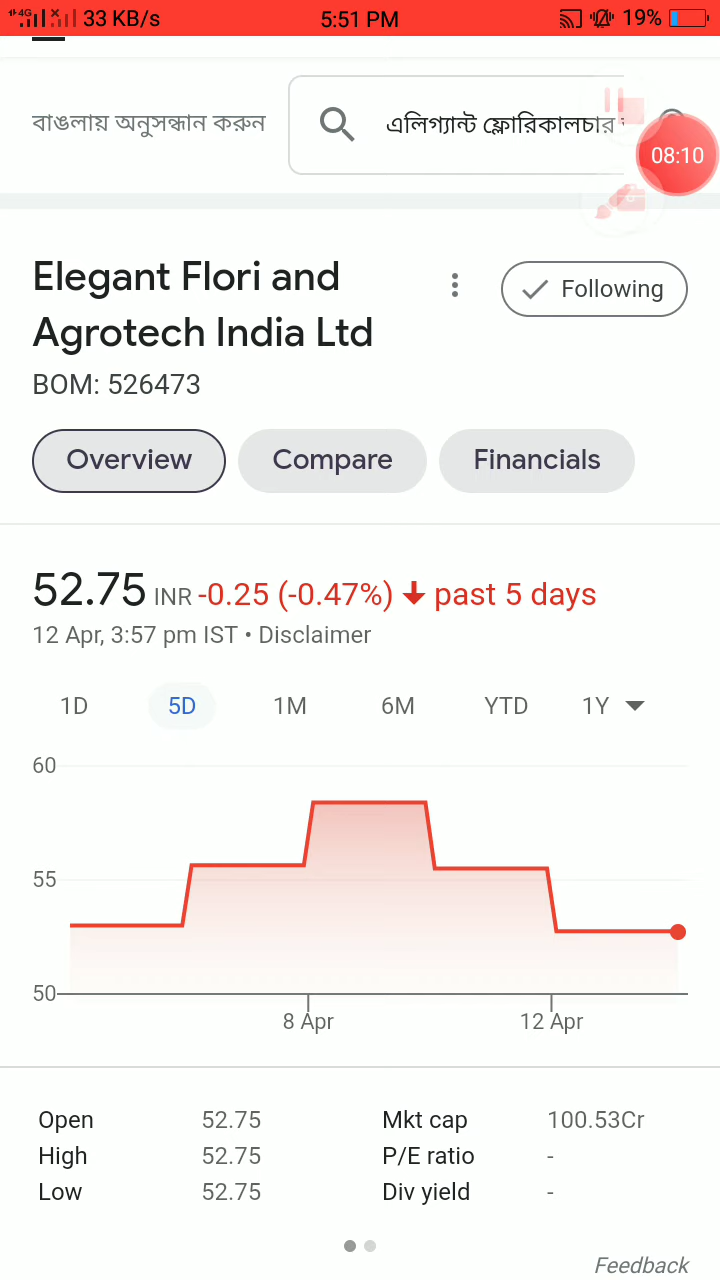 4G 33 KB/s 5:51 PM 19%
বাঙলায় অনুসন্ধান করুন এলিগ্যান্ট ফ্লোরিকালচার
08:10
Elegant Flori and
Agrotech India Ltd
Following
BOM: 526473
Overview Compare Financials
52.75 INR -0.25 (-0.47%) ↓ past 5 days
12 Apr, 3:57 pm IST • Disclaimer
1D 5D 1M 6M YTD 1Y
60
55
50
8 Apr 12 Apr
Open 52.75 Mkt cap 100.53Cr
High 52.75 P/E ratio -
Low 52.75 Div yield -
Feedback